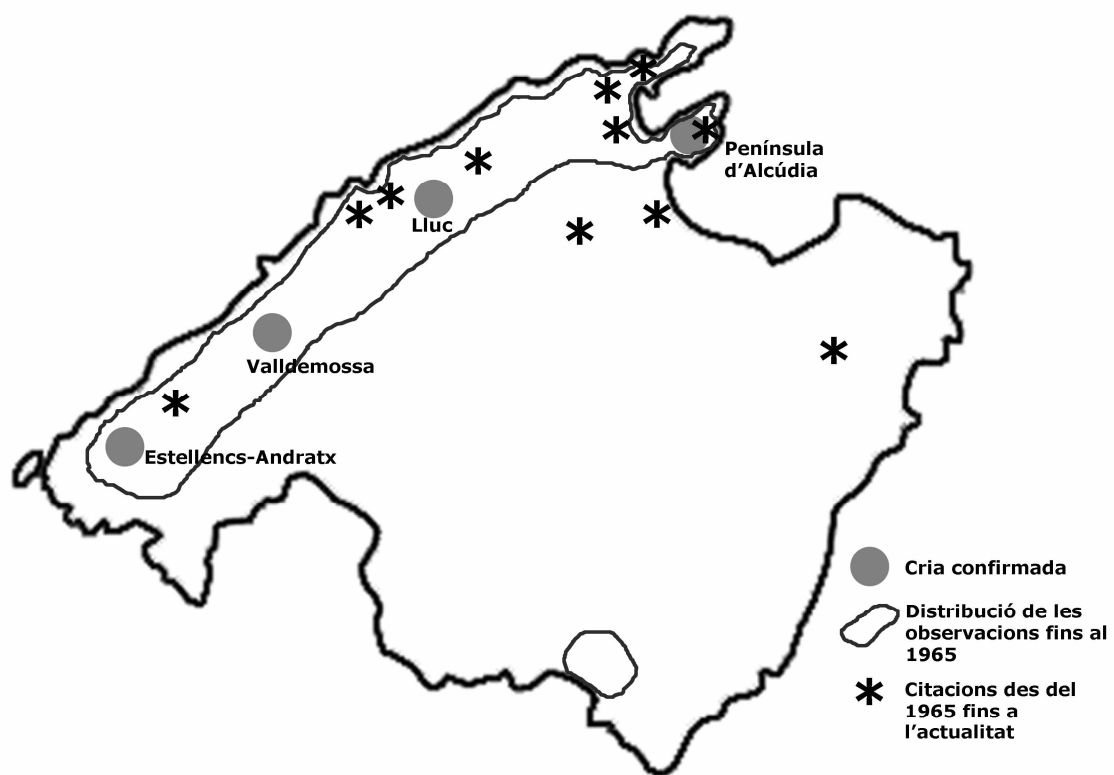 Península
d'Alcúdia
Lluc
Valldemossa
Estellencs-Andratx
Cria confirmada
Distribució de les
observacions fins al
1965
Citacions des del
1965 fins a
l'actualitat